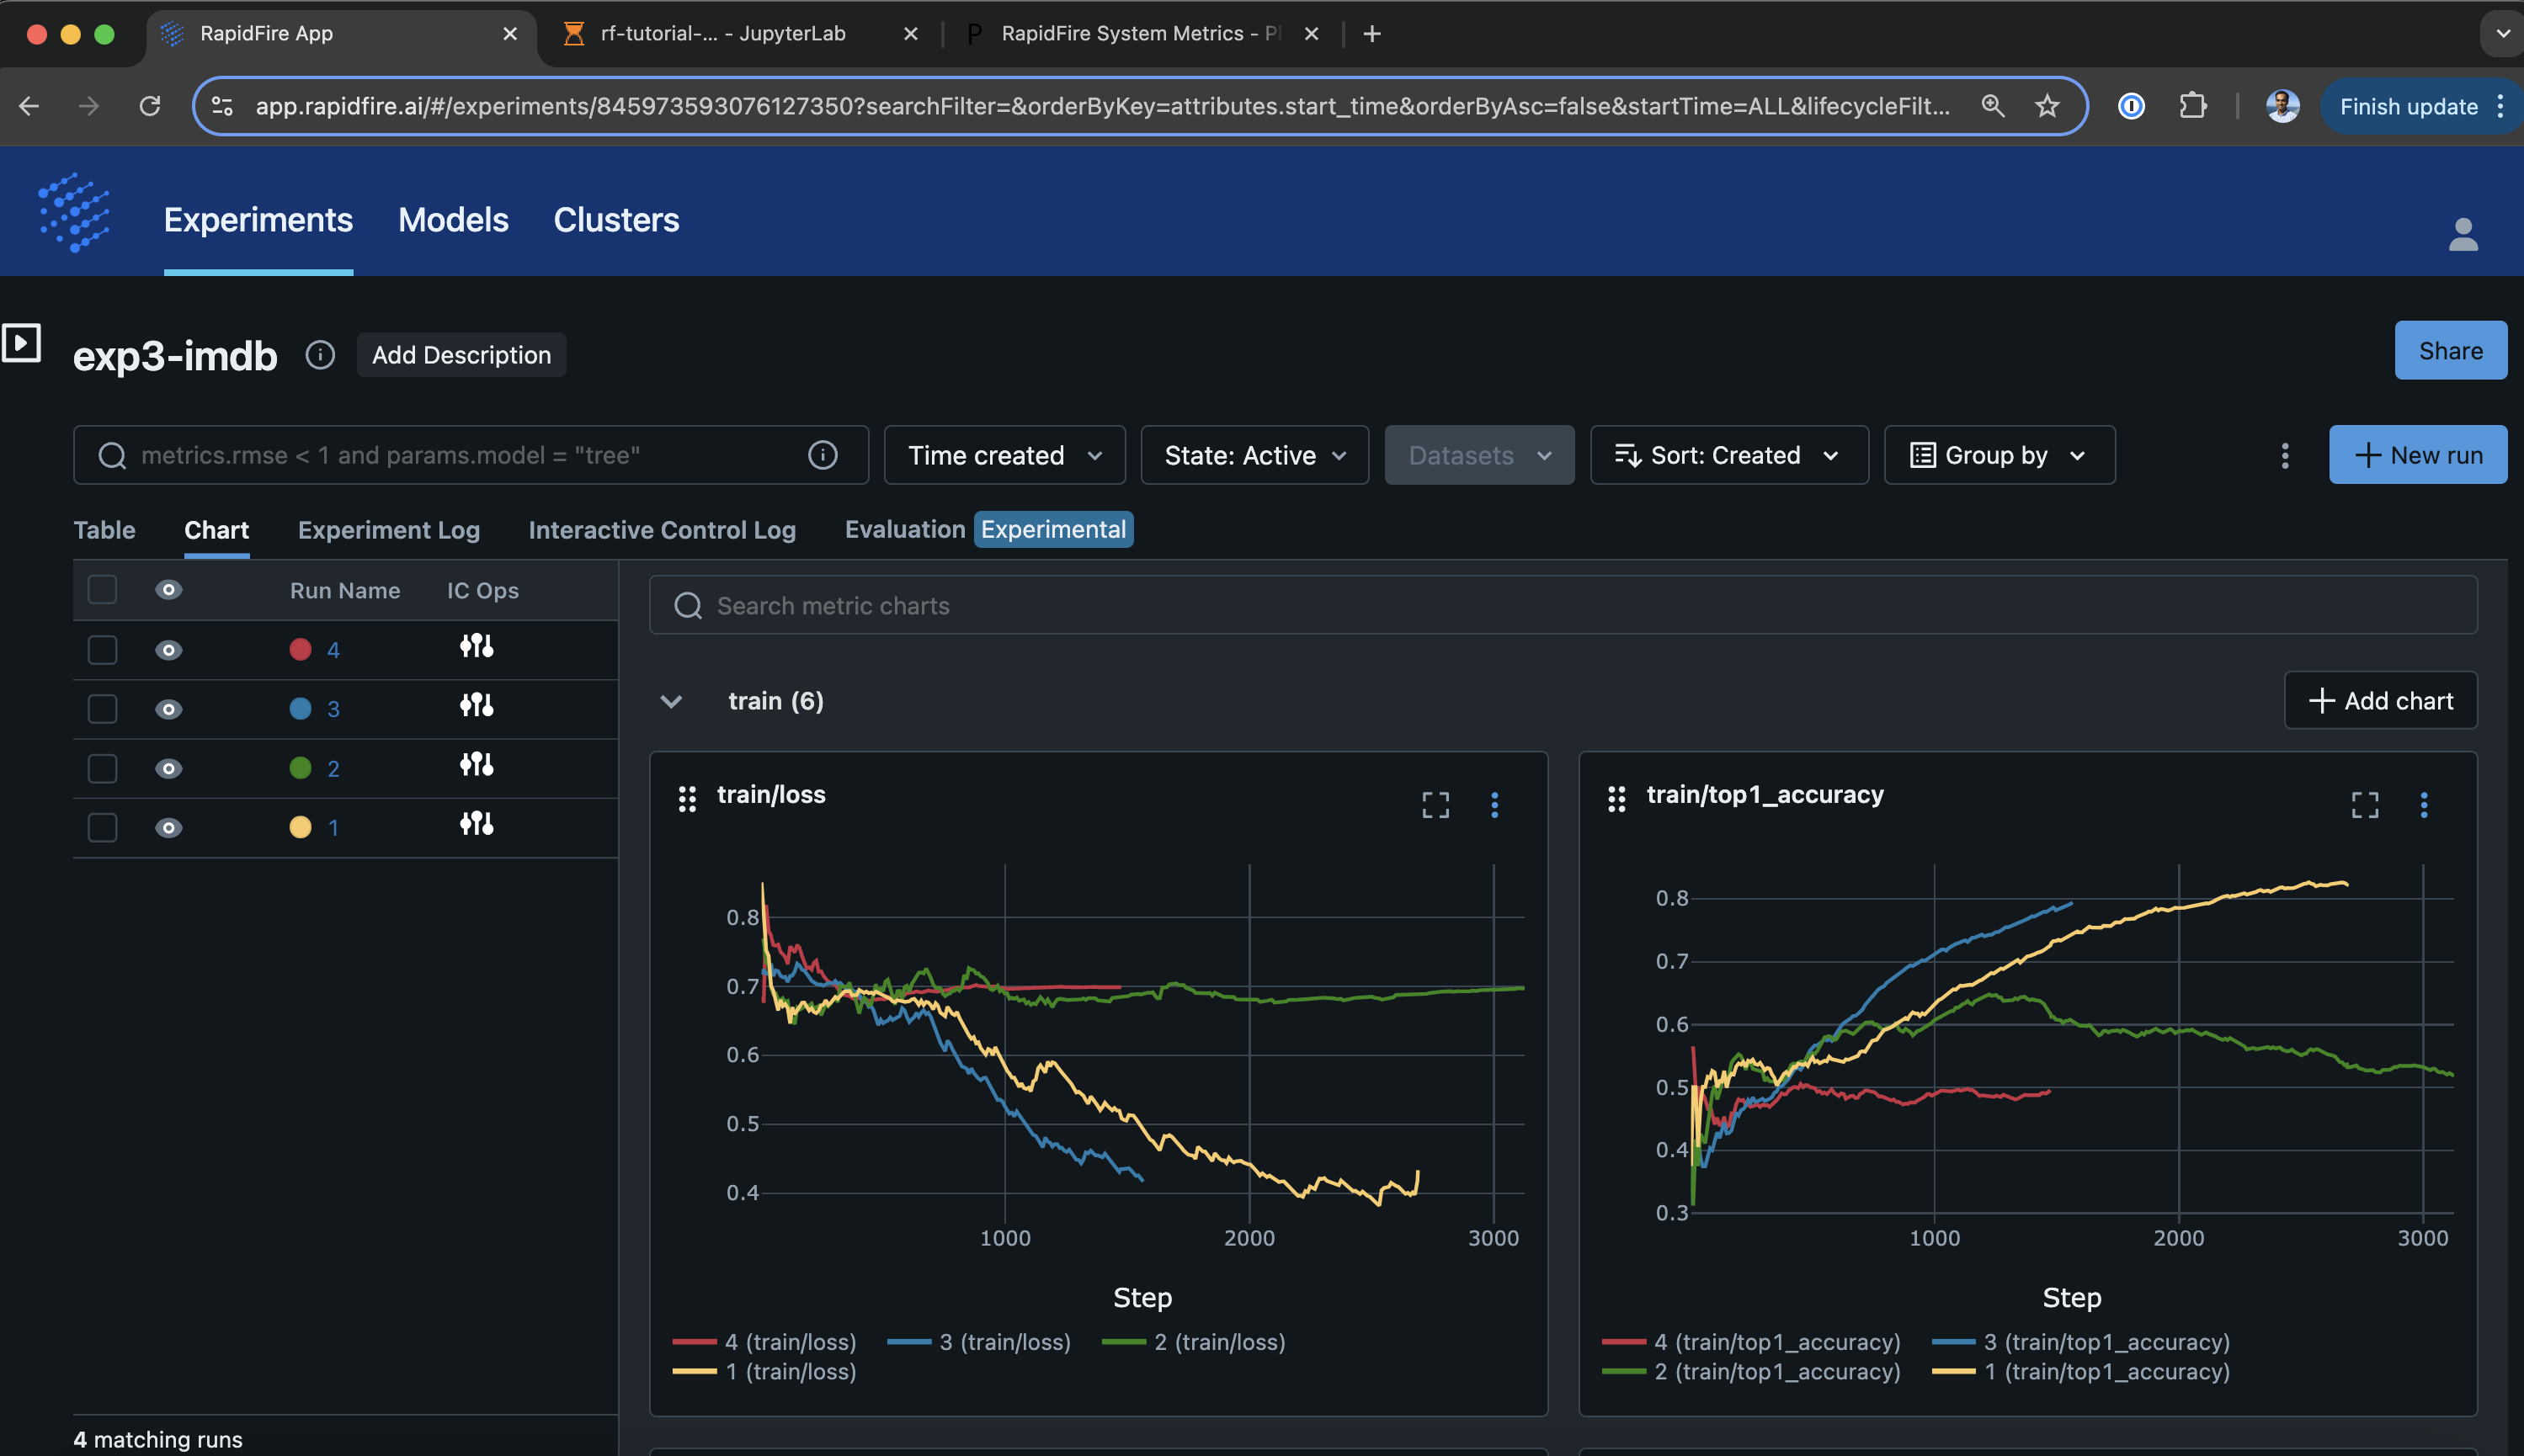 RapidFire App
rf-tutorial-... - JupyterLab
RapidFire System Metrics - Pl
app.rapidfire.ai/#/experiments/845973593076127350?searchFilter=&orderByKey=attributes.start_time&orderByAsc=false&startTime=ALL&lifecycleFilt...
Finish update
Experiments
Models
Clusters
exp3-imdb
Add Description
Share
metrics.rmse < 1 and params.model = "tree"
Time created
State: Active
Datasets
Sort: Created
Group by
New run
Table
Chart
Experiment Log
Interactive Control Log
Evaluation
Experimental
Run Name
IC Ops
4
3
2
1
4 matching runs
Search metric charts
train (6)
Add chart
train/loss
0.8
0.7
0.6
0.5
0.4
1000
2000
3000
Step
4 (train/loss)
3 (train/loss)
2 (train/loss)
1 (train/loss)
train/top1_accuracy
0.8
0.7
0.6
0.5
0.4
0.3
1000
2000
3000
Step
4 (train/top1_accuracy)
3 (train/top1_accuracy)
2 (train/top1_accuracy)
1 (train/top1_accuracy)